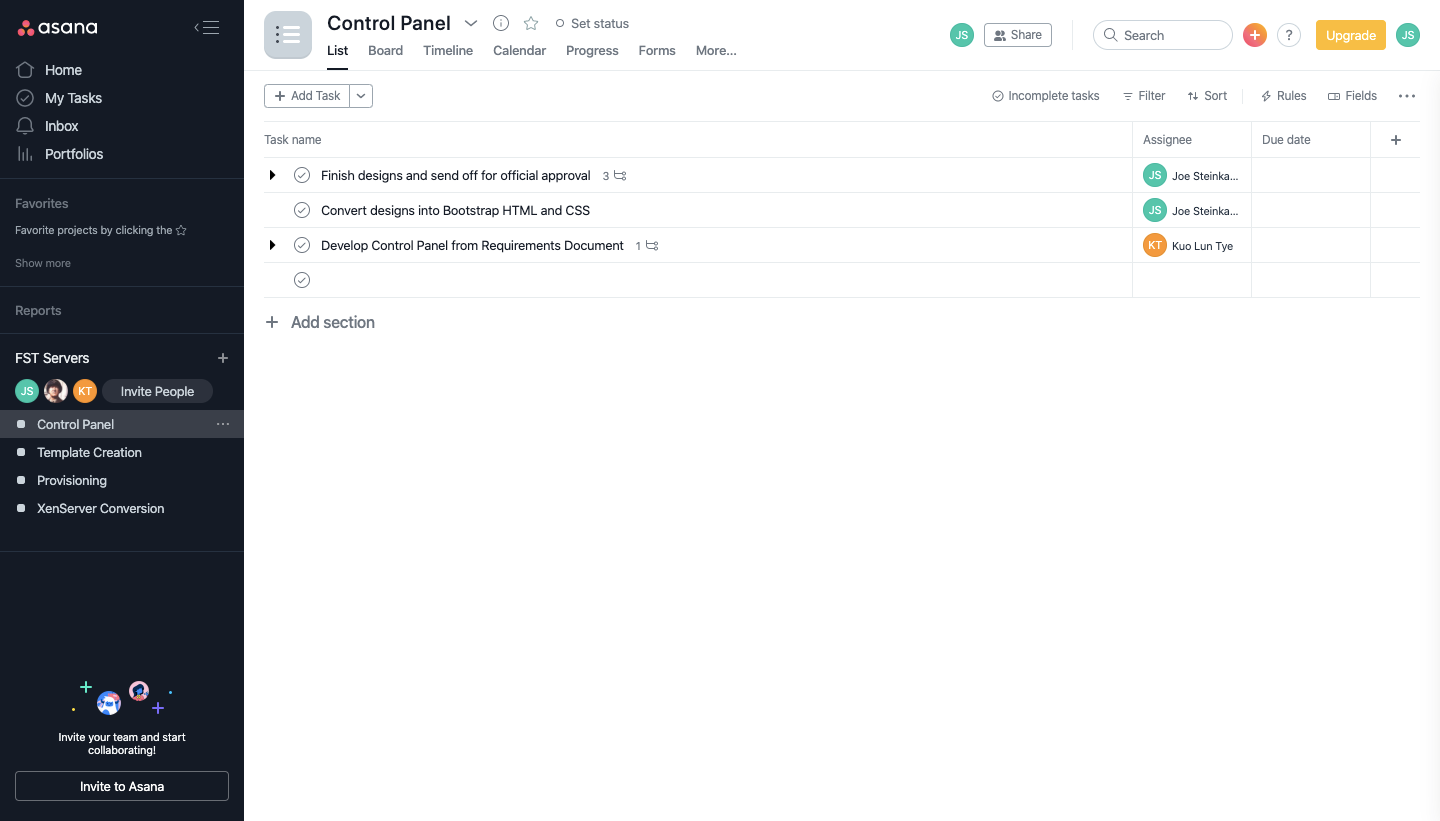 asana
Home
My Tasks
Inbox
Portfolios
Favorites
Favorite projects by clicking the
Show more
Reports
FST Servers
JS KT Invite People
Control Panel
Template Creation
Provisioning
XenServer Conversion
Invite your team and start
collaborating!
Invite to Asana
Control Panel Set status
List Board Timeline Calendar Progress Forms More...
JS Share Search ? Upgrade JS
Add Task Incomplete tasks Filter Sort Rules Fields
Task name Assignee Due date
Finish designs and send off for official approval 3 JS Joe Steinka...
Convert designs into Bootstrap HTML and CSS JS Joe Steinka...
Develop Control Panel from Requirements Document 1 KT Kuo Lun Tye
Add section